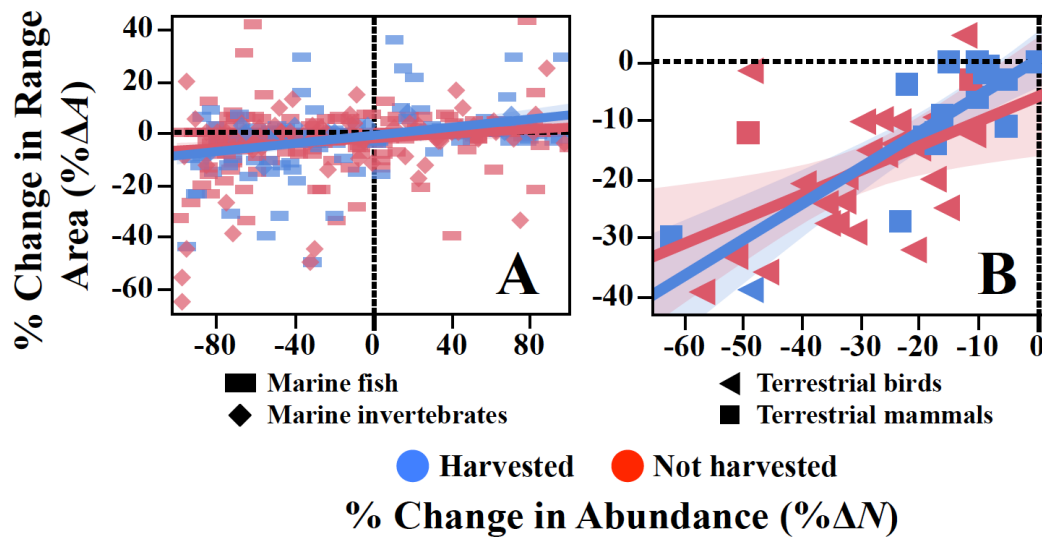 % Change in Range
Area (%ΔA)
40
20
0
-20
-40
-60
A
-80 -40 0 40 80
-0
-10
-20
-30
-40
B
-60 -50 -40 -30 -20 -10 0
Marine fish
Marine invertebrates
Terrestrial birds
Terrestrial mammals
Harvested Not harvested
% Change in Abundance (%ΔN)